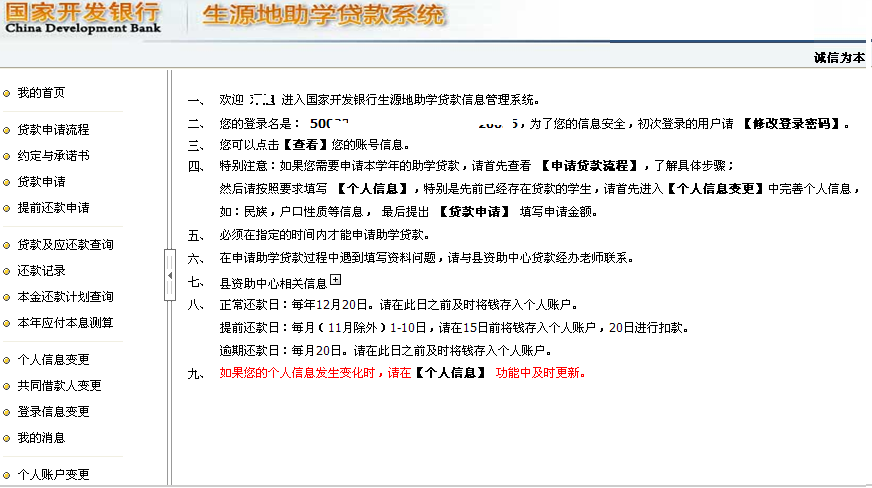 国家开发银行
China Development Bank
生源地助学贷款系统
诚信为本
我的首页
贷款申请流程
约定与承诺书
贷款申请
提前还款申请
贷款及应还款查询
还款记录
本金还款计划查询
本年应付本息测算
个人信息变更
共同借款人变更
登录信息变更
我的消息
个人账户变更
一、 欢迎 进入国家开发银行生源地助学贷款信息管理系统。
二、 您的登录名是： 500 ，为了您的信息安全，初次登录的用户请 【修改登录密码】。
三、 您可以点击【查看】您的账号信息。
四、 特别注意：如果您需要申请本学年的助学贷款，请首先查看 【申请贷款流程】，了解具体步骤；
然后请按照要求填写 【个人信息】，特别是先前已经存在贷款的学生，请首先进入【个人信息变更】中完善个人信息，
如：民族，户口性质等信息， 最后提出 【贷款申请】 填写申请金额。
五、 必须在指定的时间内才能申请助学贷款。
六、 在申请助学贷款过程中遇到填写资料问题，请与县资助中心贷款经办老师联系。
七、 县资助中心相关信息
八、 正常还款日：每年12月20日。请在此日之前及时将钱存入个人账户。
提前还款日：每月（11月除外）1-10日，请在15日前将钱存入个人账户，20日进行扣款。
逾期还款日：每月20日。请在此日之前及时将钱存入个人账户。
九、 如果您的个人信息发生变化时，请在【个人信息】 功能中及时更新。